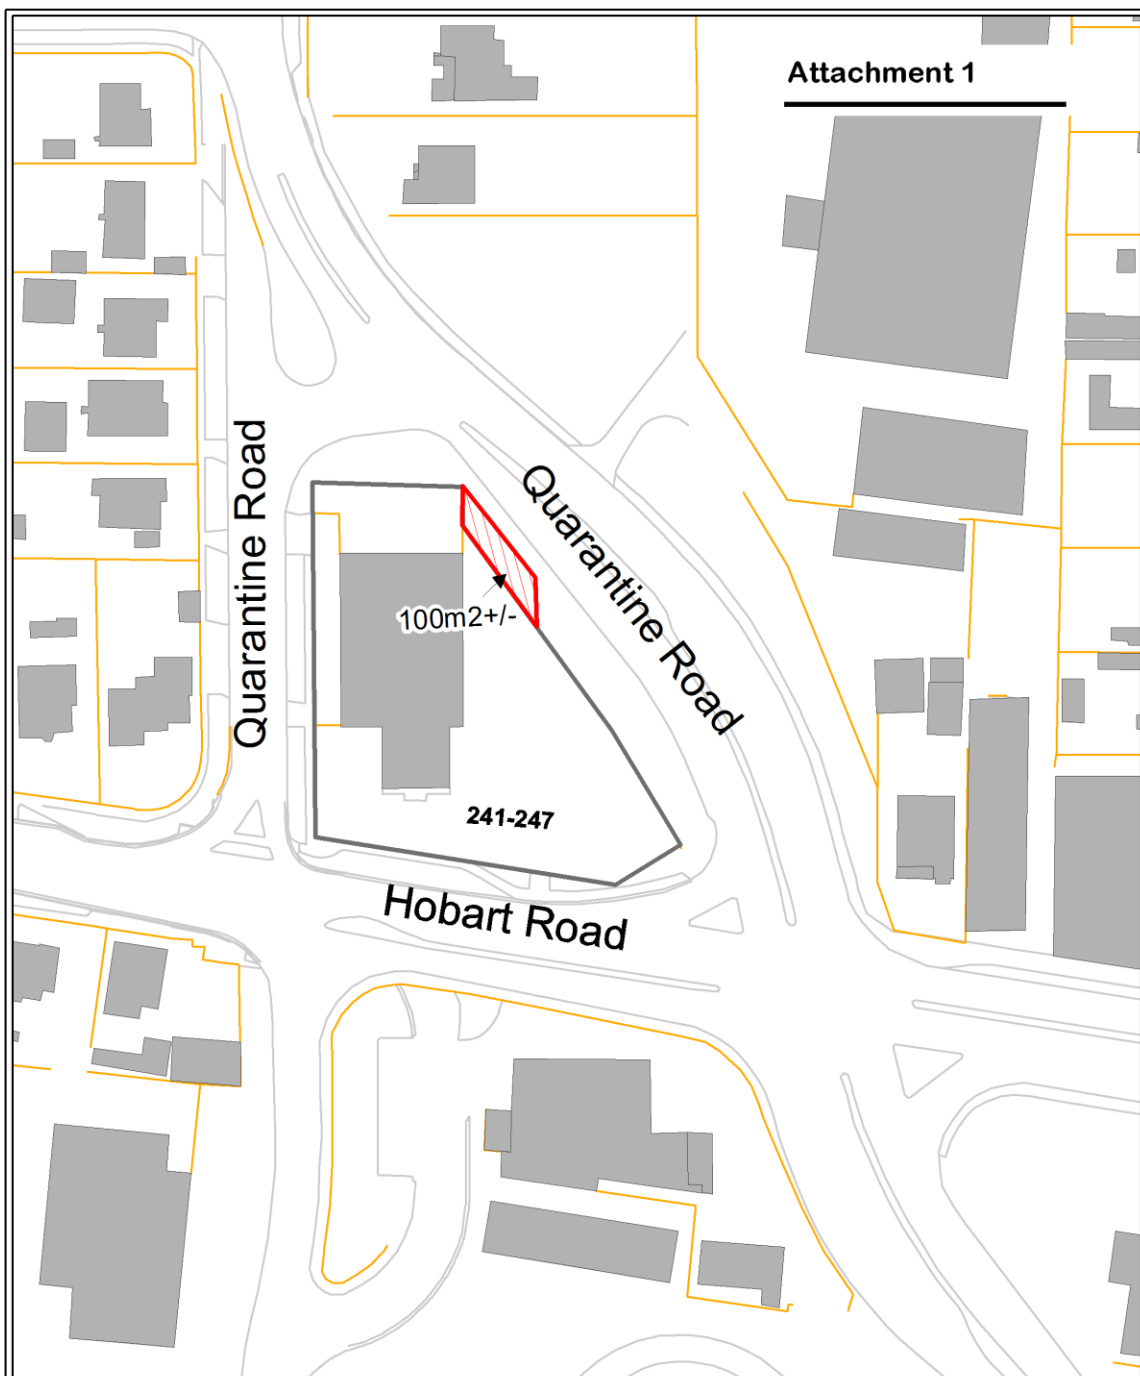 Attachment 1
Quarantine Road
Quarantine Road
100m2+/-
241-247
Hobart Road